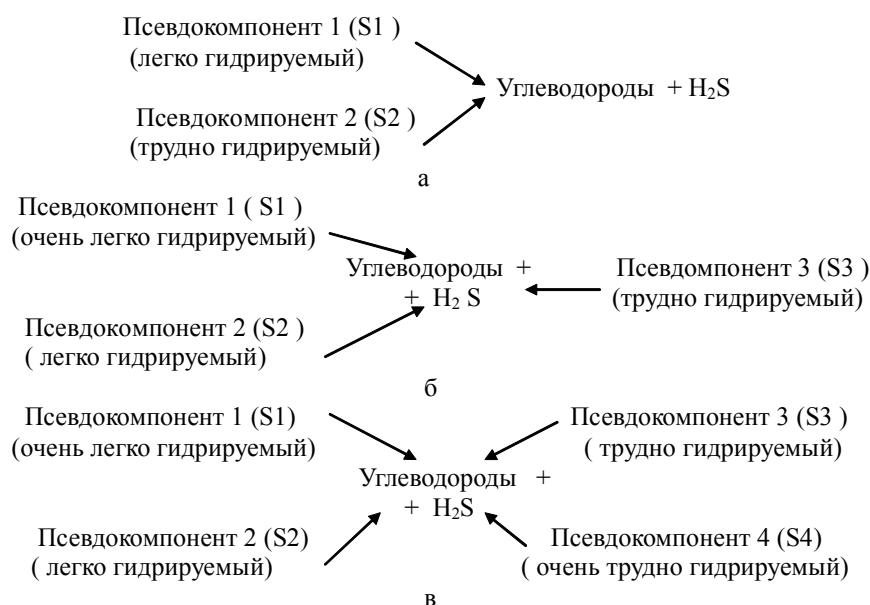 Псевдокомпонент 1 (S1 )
(легко гидрируемый)
Углеводороды + H₂S
Псевдокомпонент 2 (S2 )
(трудно гидрируемый)
а
Псевдокомпонент 1 ( S1 )
(очень легко гидрируемый)
Углеводороды +
+ H₂ S
Псевдомпонент 3 (S3 )
(трудно гидрируемый)
Псевдокомпонент 2 (S2 )
( легко гидрируемый)
б
Псевдокомпонент 1 (S1)
(очень легко гидрируемый)
Псевдокомпонент 3 (S3 )
( трудно гидрируемый)
Углеводороды +
+ H₂S
Псевдокомпонент 2 (S2)
( легко гидрируемый)
Псевдокомпонент 4 (S4)
( очень трудно гидрируемый)
в